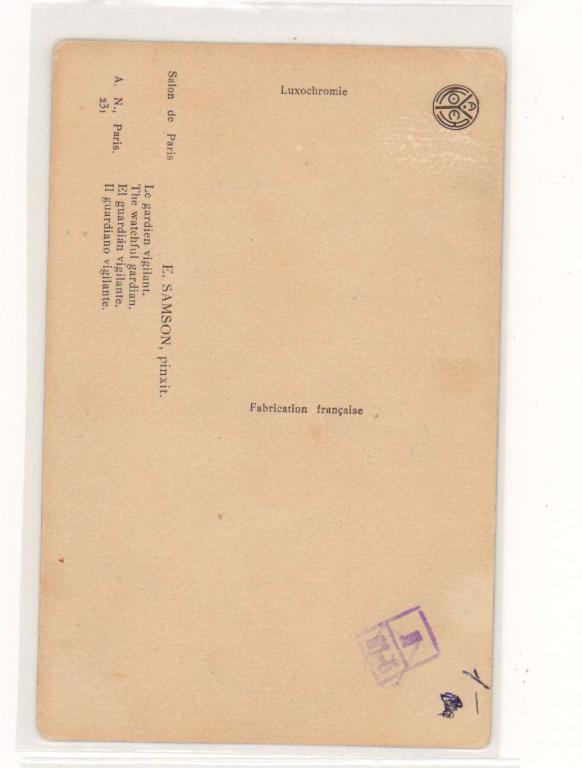 Luxochromie
Salon de Paris
A. N., Paris.
231
E. SAMSON, pinxit.
Le gardien vigilant.
The watchful gardian.
El guardián vigilante.
Il guardiano vigilante.
Fabrication française